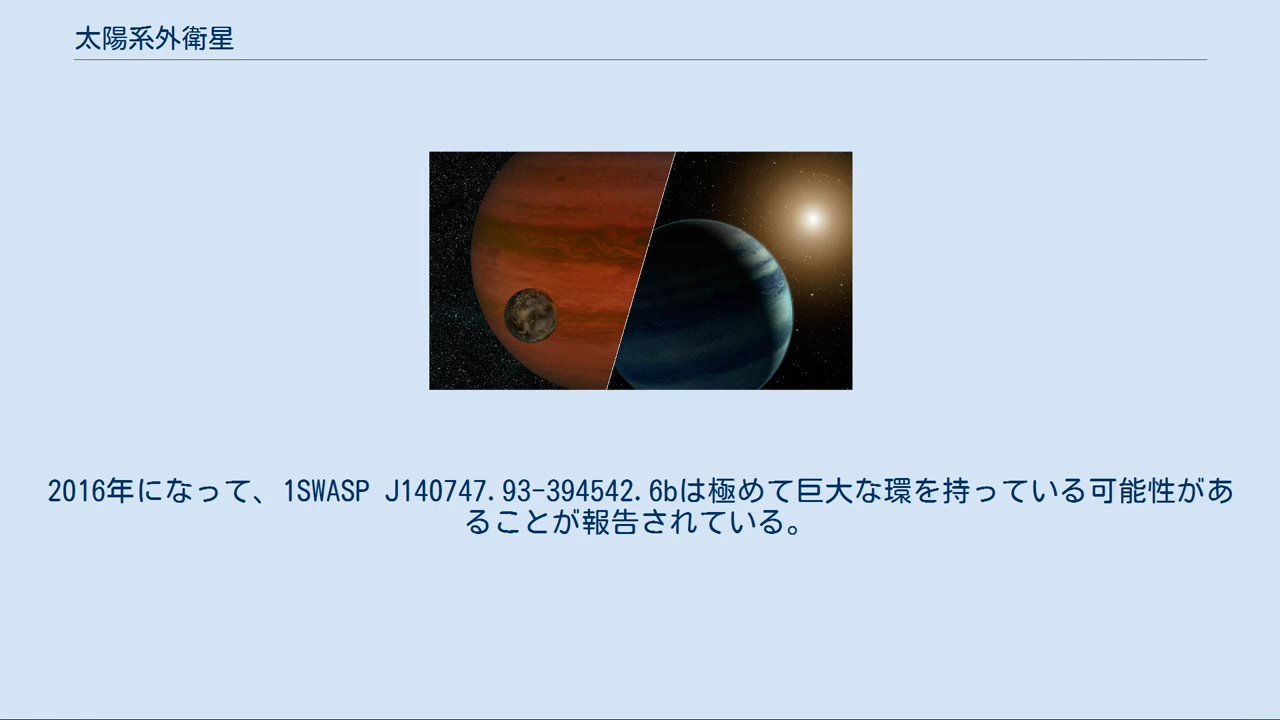 太陽系外衛星
2016年になって、1SWASP J140747.93-394542.6bは極めて巨大な環を持っている可能性があ
ることが報告されている。